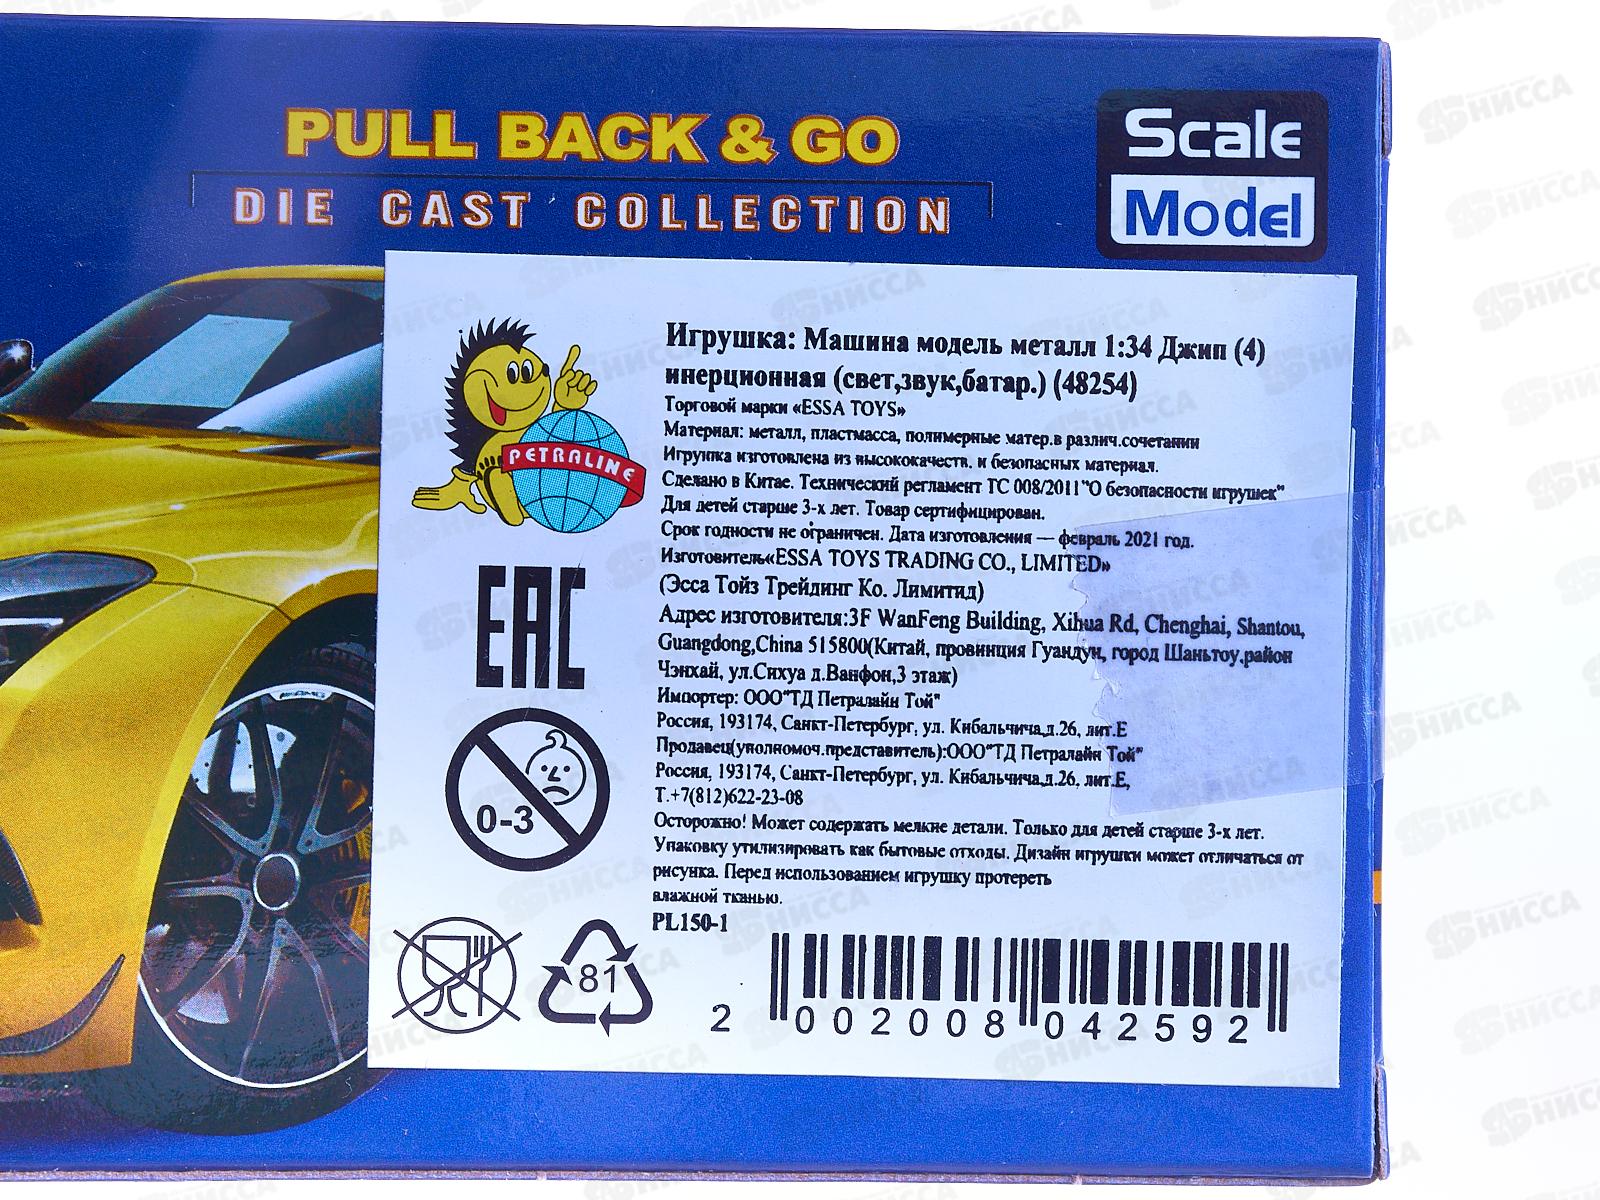 PULL BACK & GO
DIE CAST COLLECTION
Scale
Model
PETRALINE
Игрушка: Машина модель металл 1:34 Джип (4)
инерционная (свет,звук,батар.) (48254)
Торговой марки «ESSA TOYS»
Материал: металл, пластмасса, полимерные матер.в различ.сочетании
Игрушка изготовлена из высококачеств. и безопасных материал.
Сделано в Китае. Технический регламент ТС 008/2011"О безопасности игрушек"
Для детей старше 3-х лет. Товар сертифицирован.
Срок годности не ограничен. Дата изготовления — февраль 2021 год.
Изготовитель«ESSA TOYS TRADING CO., LIMITED»
(Эсса Тойз Трейдинг Ко. Лимитид)
Адрес изготовителя:3F WanFeng Building, Xihua Rd, Chenghai, Shantou,
Guangdong,China 515800(Китай, провинция Гуандун, город Шаньтоу,район
Чэнхай, ул.Сихуа д.Ванфон,3 этаж)
Импортер: ООО"ТД Петралайн Той"
Россия, 193174, Санкт-Петербург, ул. Кибальчича,д.26, лит.Е
Продавец(уполномоч.представитель):ООО"ТД Петралайн Той"
Россия, 193174, Санкт-Петербург, ул. Кибальчича,д.26, лит.Е,
Т.+7(812)622-23-08
Осторожно! Может содержать мелкие детали. Только для детей старше 3-х лет.
Упаковку утилизировать как бытовые отходы. Дизайн игрушки может отличаться от
рисунка. Перед использованием игрушку протереть
влажной тканью.
PL150-1
EAC
0-3
81
2 002008 042592
НИССА